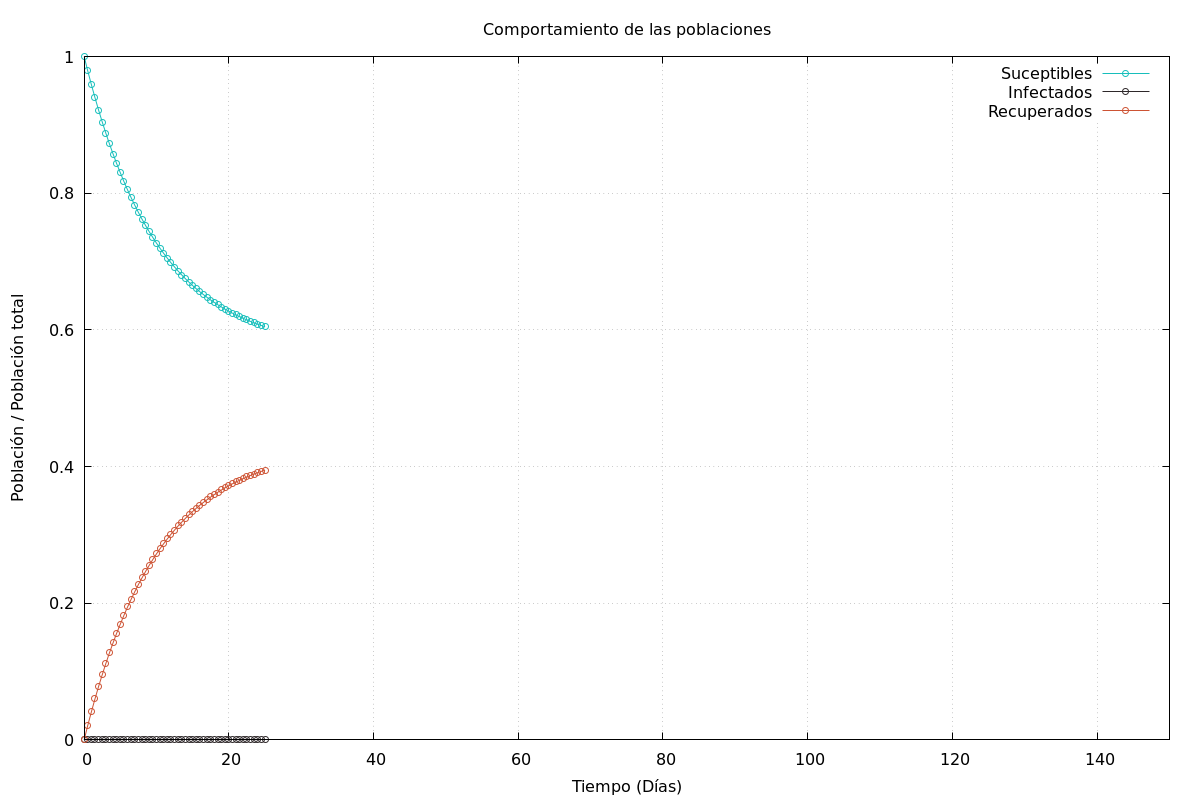 Comportamiento de las poblaciones
Suceptibles
Infectados
Recuperados
Población / Población total
1
0.8
0.6
0.4
0.2
0
0 20 40 60 80 100 120 140
Tiempo (Días)